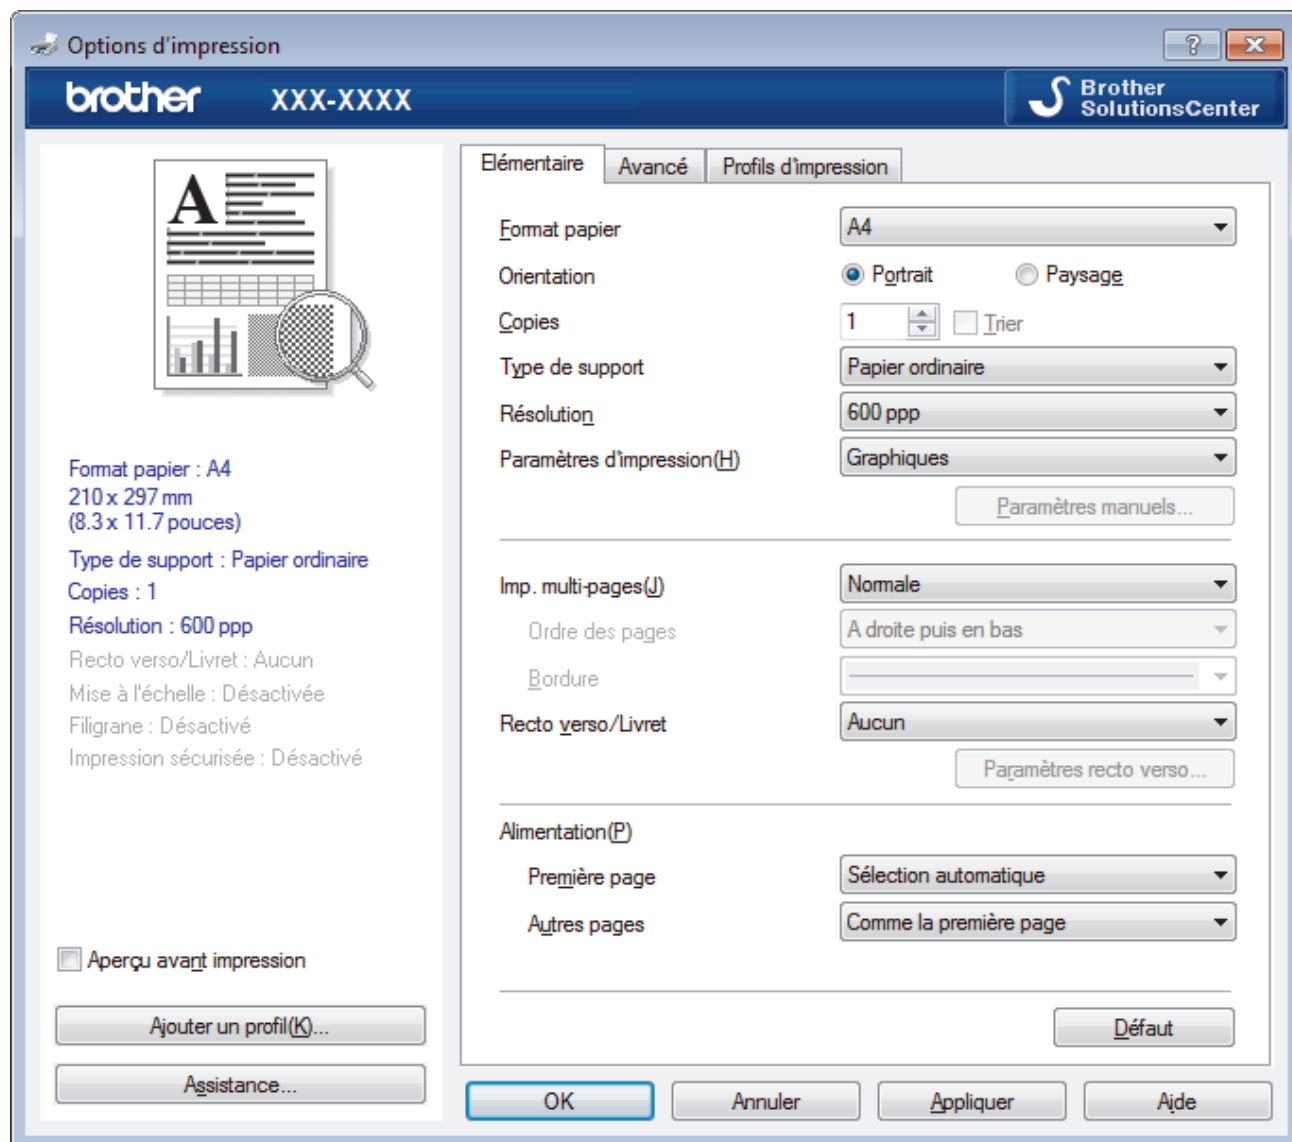 Options d'impression
brother XXX-XXXX
Brother
SolutionsCenter
A
Format papier : A4
210 x 297 mm
(8.3 x 11.7 pouces)
Type de support : Papier ordinaire
Copies : 1
Résolution : 600 ppp
Recto verso/Livret : Aucun
Mise à l'échelle : Désactivée
Filigrane : Désactivé
Impression sécurisée : Désactivé
Aperçu avant impression
Ajouter un profil(K)...
Assistance...
Elémentaire Avancé Profils d'impression
Format papier A4
Orientation Portrait Paysage
Copies 1 Trier
Type de support Papier ordinaire
Résolution 600 ppp
Paramètres d'impression(H) Graphiques
Paramètres manuels...
Imp. multi-pages(J) Normale
Ordre des pages A droite puis en bas
Bordure
Recto verso/Livret Aucun
Paramètres recto verso...
Alimentation(P)
Première page Sélection automatique
Autres pages Comme la première page
Défaut
OK Annuler Appliquer Aide